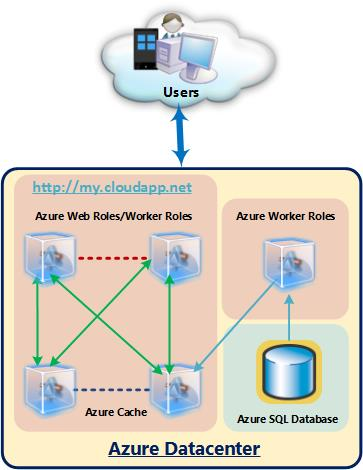 Users
http://my.cloudapp.net
Azure Web Roles/Worker Roles
Azure Worker Roles
Azure Cache
Azure SQL Database
Azure Datacenter